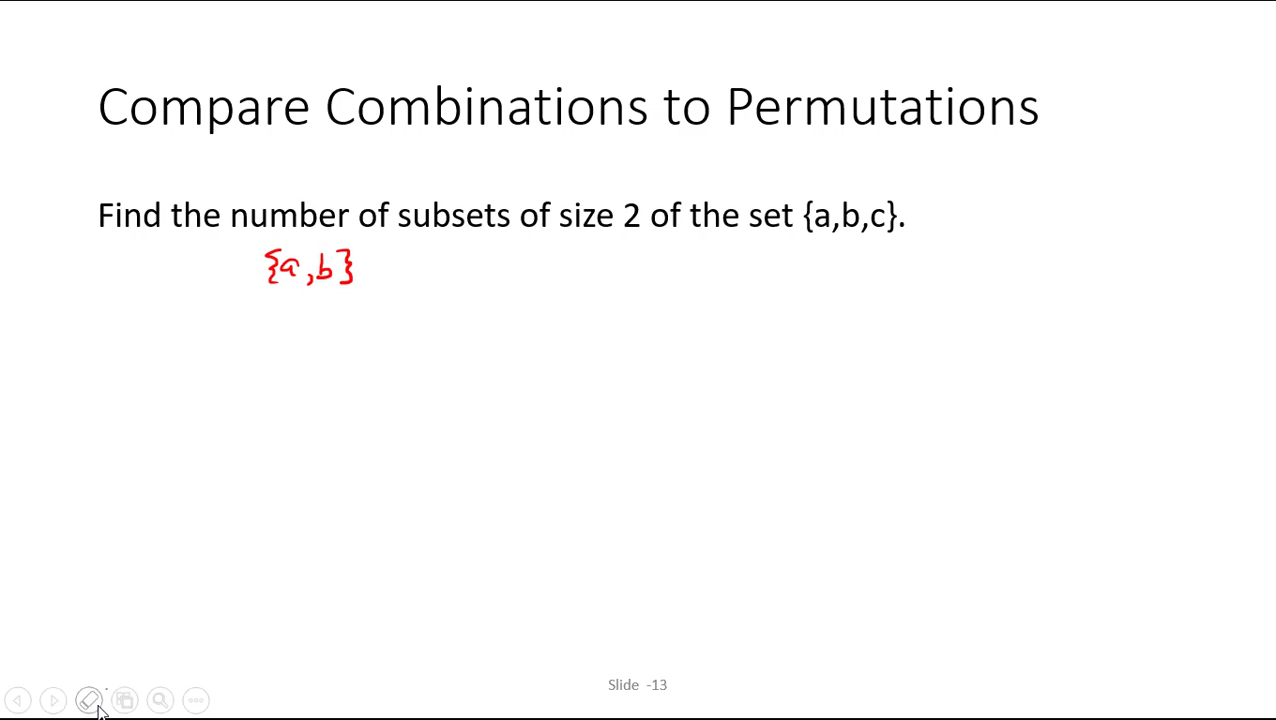 Compare Combinations to Permutations
Find the number of subsets of size 2 of the set {a,b,c}.
{a,b}
Slide -13